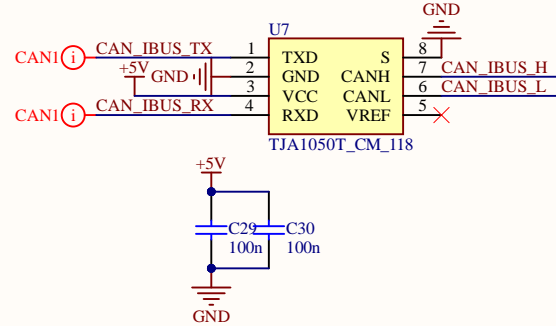 GND
U7
CAN1 i CAN_IBUS_TX 1 TXD S 8
+5V GND 2 GND CANH 7 CAN_IBUS_H
3 VCC CANL 6 CAN_IBUS_L
CAN1 i CAN_IBUS_RX 4 RXD VREF 5
TJA1050T_CM_118
+5V
C29 C30
100n 100n
GND